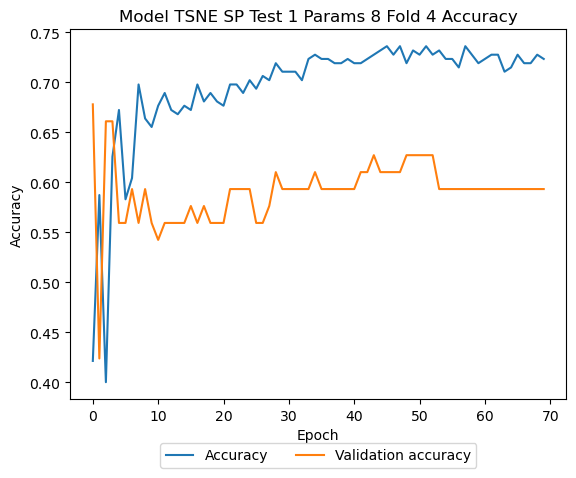 Model TSNE SP Test 1 Params 8 Fold 4 Accuracy
0.75
0.70
0.65
0.60
0.55
0.50
0.45
0.40
Accuracy
0 10 20 30 40 50 60 70
Epoch
Accuracy Validation accuracy